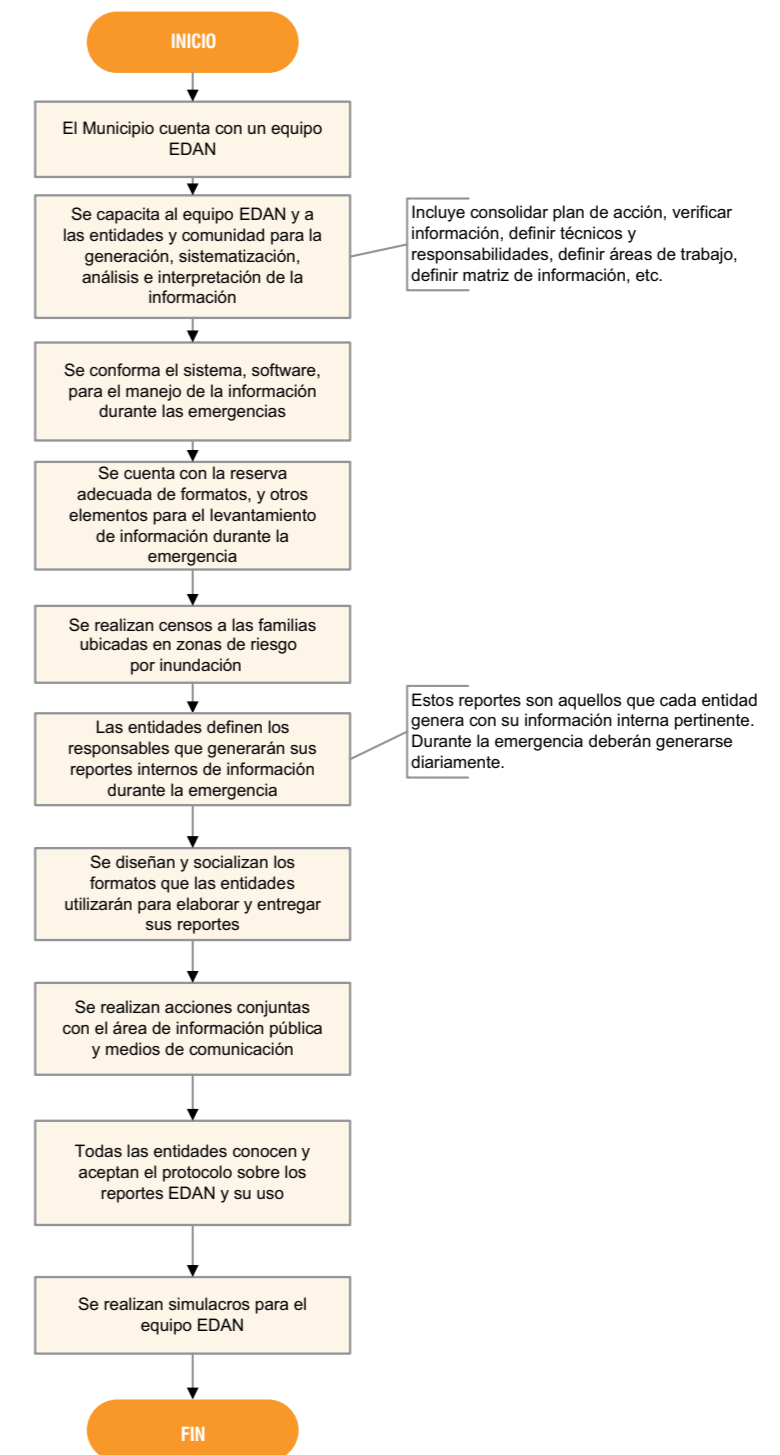 INICIO
El Municipio cuenta con un equipo
EDAN
Se capacita al equipo EDAN y a
las entidades y comunidad para la
generación, sistematización,
análisis e interpretación de la
información
Incluye consolidar plan de acción, verificar
información, definir técnicos y
responsabilidades, definir áreas de trabajo,
definir matriz de información, etc.
Se conforma el sistema, software,
para el manejo de la información
durante las emergencias
Se cuenta con la reserva
adecuada de formatos, y otros
elementos para el levantamiento
de información durante la
emergencia
Se realizan censos a las familias
ubicadas en zonas de riesgo
por inundación
Las entidades definen los
responsables que generarán sus
reportes internos de información
durante la emergencia
Estos reportes son aquellos que cada entidad
genera con su información interna pertinente.
Durante la emergencia deberán generarse
diariamente.
Se diseñan y socializan los
formatos que las entidades
utilizarán para elaborar y entregar
sus reportes
Se realizan acciones conjuntas
con el área de información pública
y medios de comunicación
Todas las entidades conocen y
aceptan el protocolo sobre los
reportes EDAN y su uso
Se realizan simulacros para el
equipo EDAN
FIN